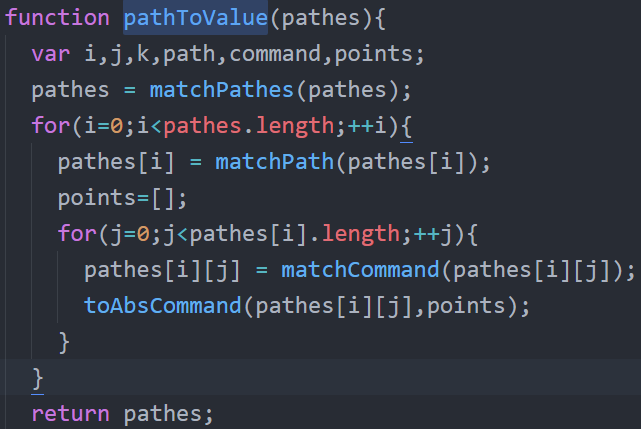 function pathToValue(pathes){
  var i,j,k,path,command,points;
  pathes = matchPathes(pathes);
  for(i=0;i<pathes.length;++i){
    pathes[i] = matchPath(pathes[i]);
    points=[];
    for(j=0;j<pathes[i].length;++j){
      pathes[i][j] = matchCommand(pathes[i][j]);
      toAbsCommand(pathes[i][j],points);
    }
  }
  return pathes;